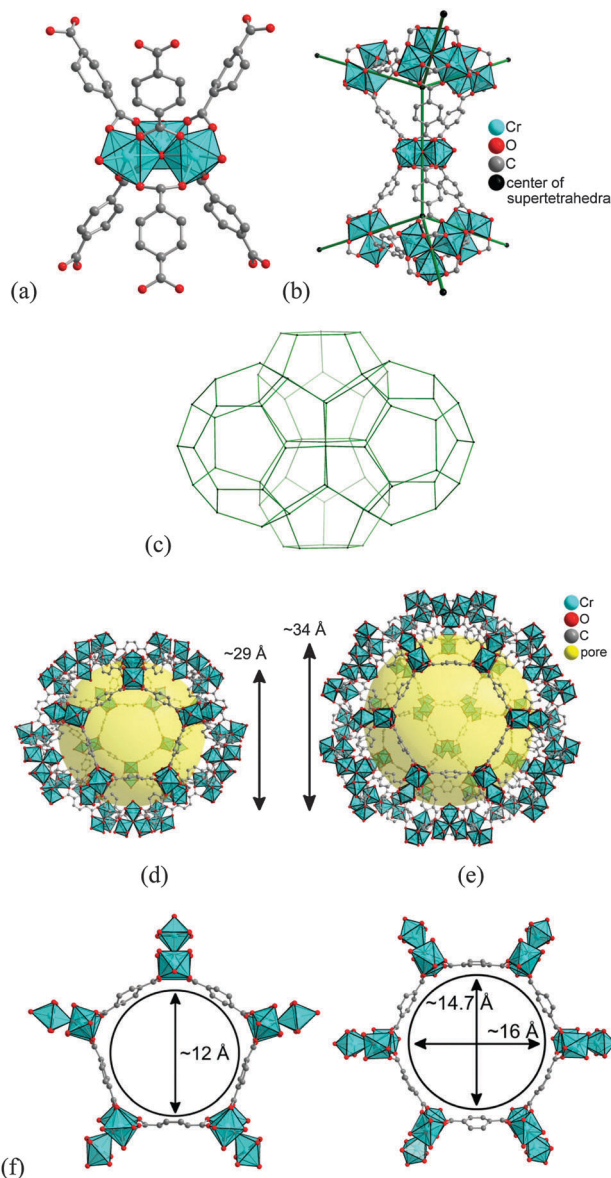 (a)
(b)
Cr
O
C
center of
supertetrahedra
(c)
~29 Å
~34 Å
Cr
O
C
pore
(d)
(e)
~12 Å
~14.7 Å
~16 Å
(f)